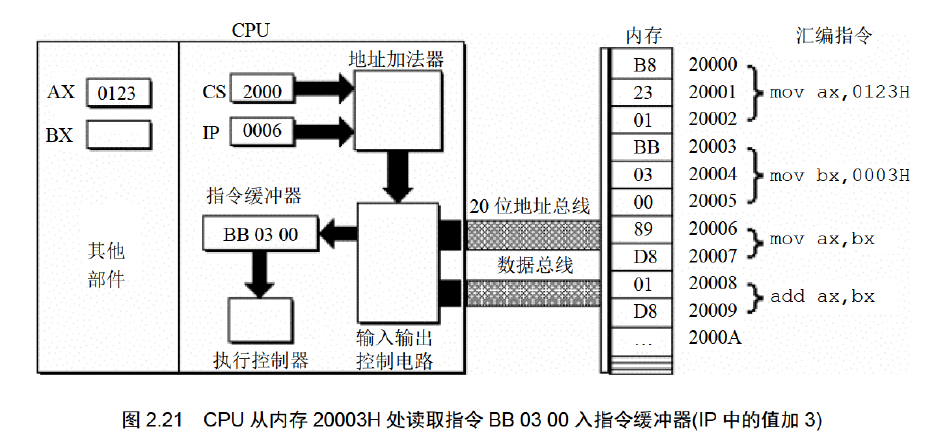 CPU
内存
汇编指令
地址加法器
AX 0123
BX
CS 2000
IP 0006
指令缓冲器
BB 03 00
其他
部件
执行控制器
输入输出
控制电路
20 位地址总线
数据总线
B8 20000
23 20001
01 20002
mov ax,0123H
BB 20003
03 20004
00 20005
mov bx,0003H
89 20006
D8 20007
mov ax,bx
01 20008
D8 20009
add ax,bx
... 2000A
图 2.21 CPU 从内存 20003H 处读取指令 BB 03 00 入指令缓冲器(IP 中的值加 3)